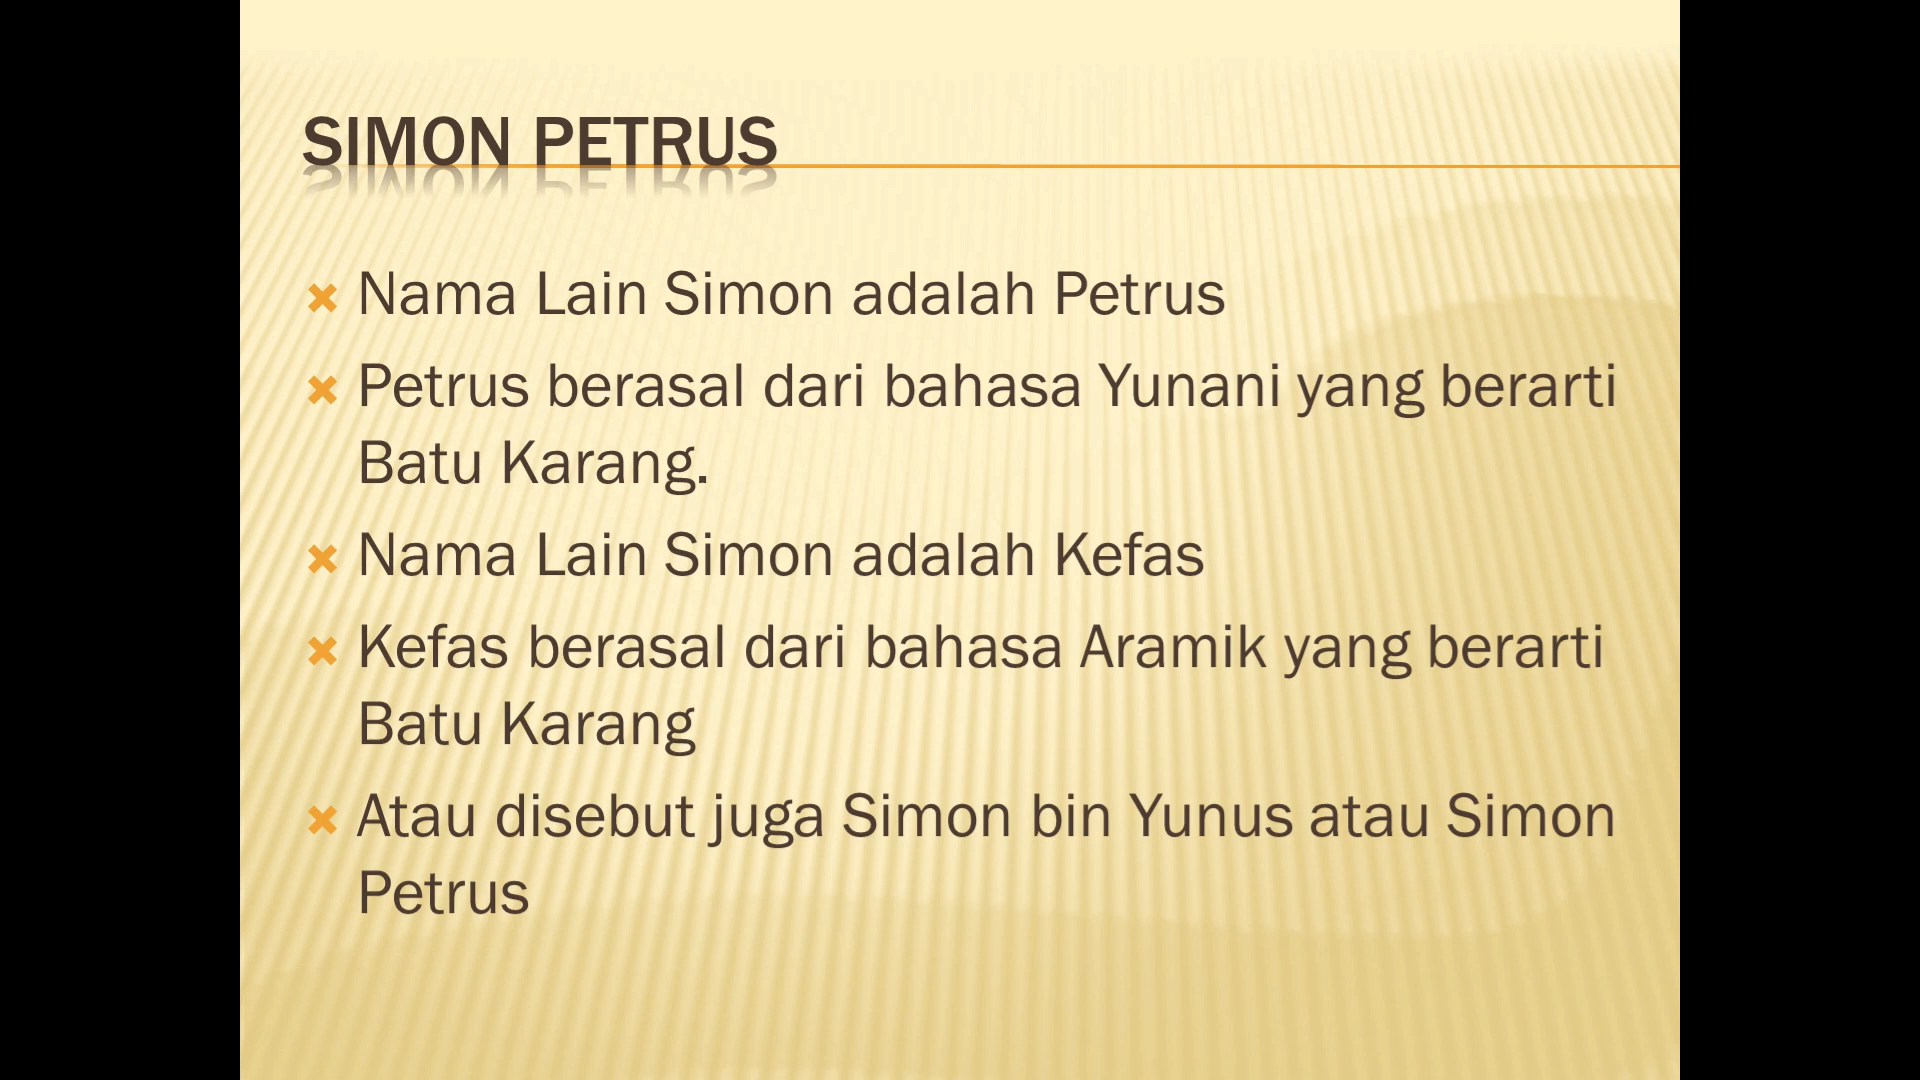 SIMON PETRUS
Nama Lain Simon adalah Petrus
Petrus berasal dari bahasa Yunani yang berarti
Batu Karang.
Nama Lain Simon adalah Kefas
Kefas berasal dari bahasa Aramik yang berarti
Batu Karang
Atau disebut juga Simon bin Yunus atau Simon
Petrus